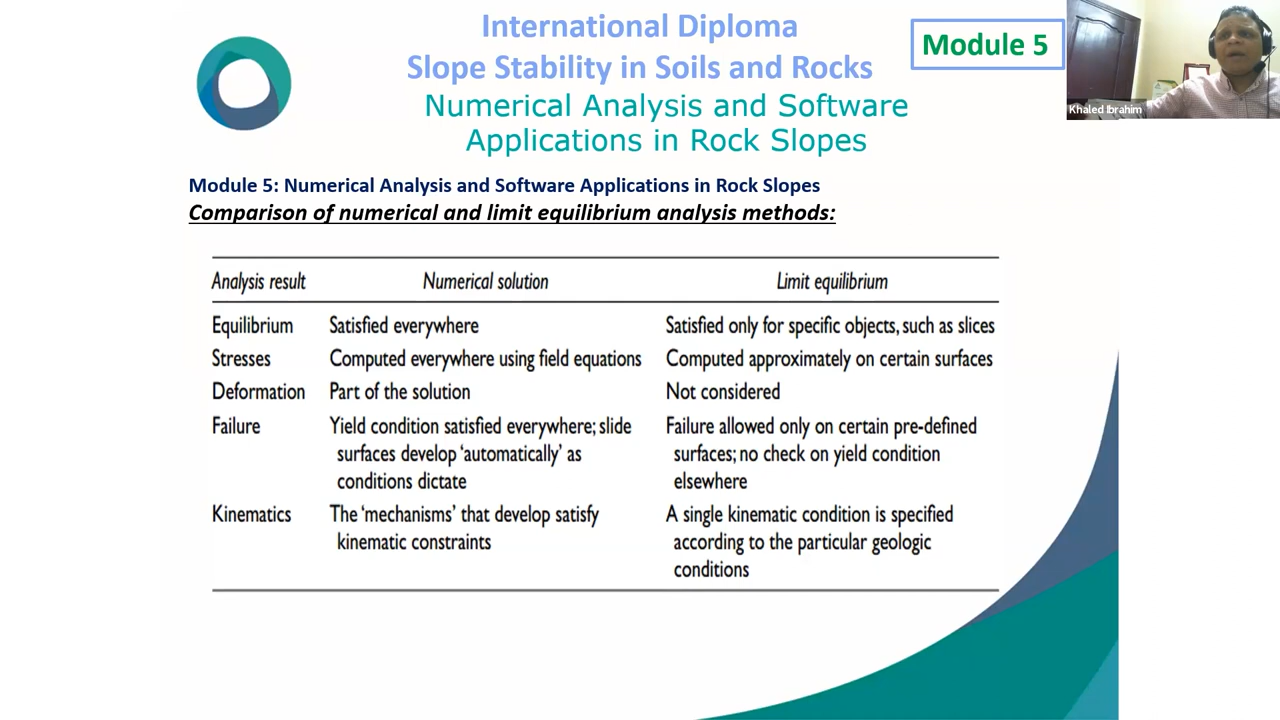 International Diploma
Slope Stability in Soils and Rocks
Numerical Analysis and Software
Applications in Rock Slopes
Module 5
Khaled Ibrahim
Module 5: Numerical Analysis and Software Applications in Rock Slopes
Comparison of numerical and limit equilibrium analysis methods:
Analysis result Numerical solution Limit equilibrium
Equilibrium Satisfied everywhere Satisfied only for specific objects, such as slices
Stresses Computed everywhere using field equations Computed approximately on certain surfaces
Deformation Part of the solution Not considered
Failure Yield condition satisfied everywhere; slide Failure allowed only on certain pre-defined
surfaces develop 'automatically' as surfaces; no check on yield condition
conditions dictate elsewhere
Kinematics The 'mechanisms' that develop satisfy A single kinematic condition is specified
kinematic constraints according to the particular geologic
conditions